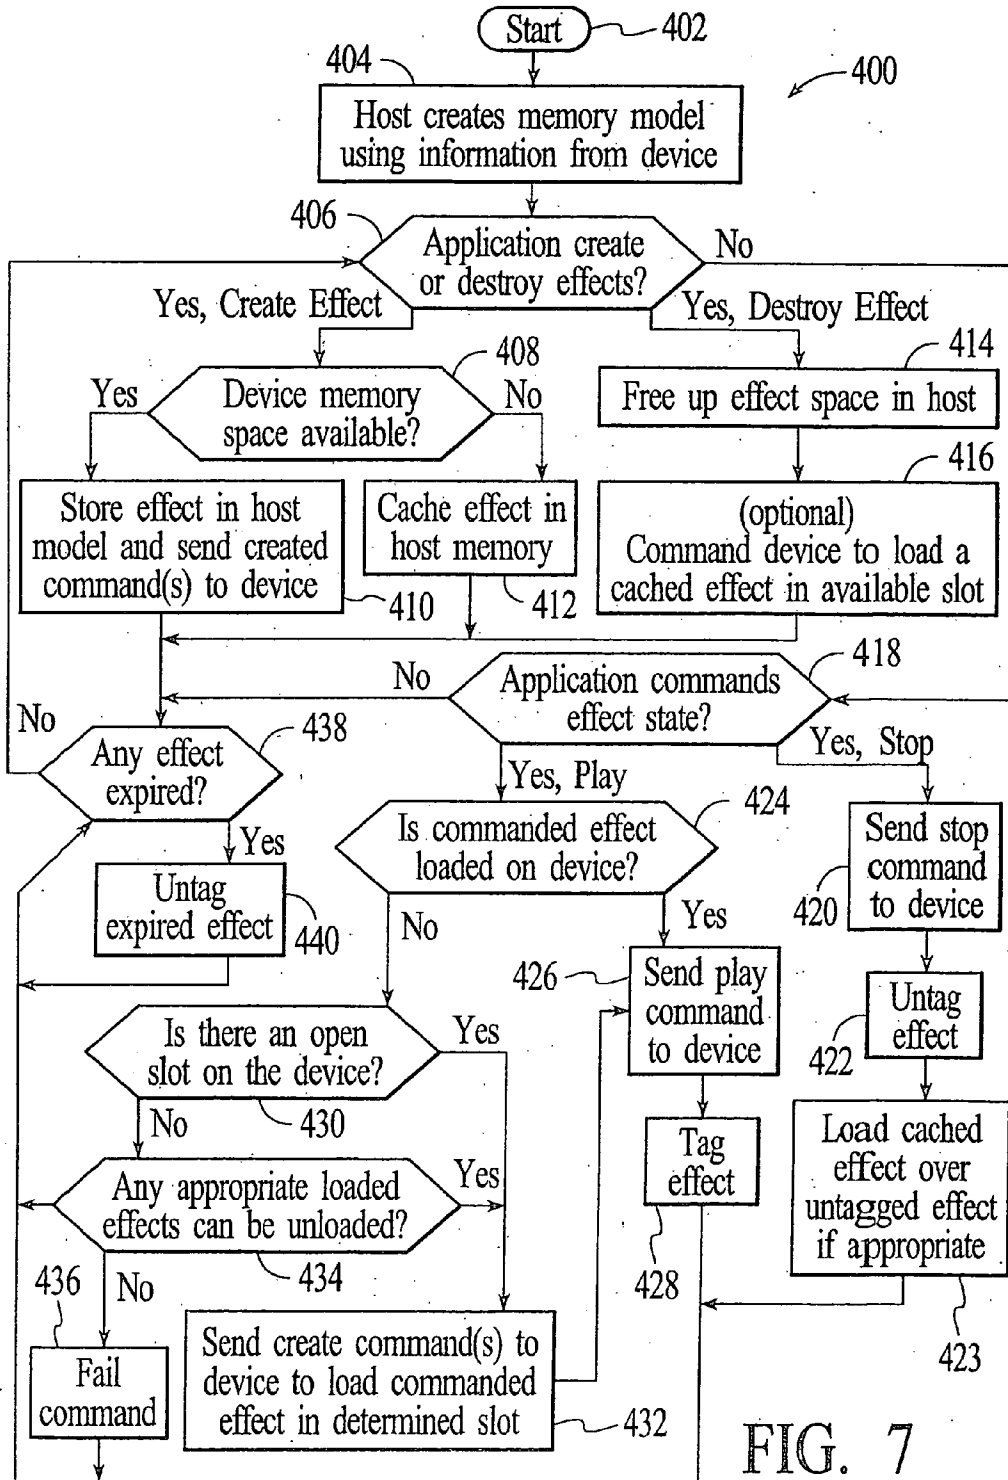 Start
402
404
400
Host creates memory model
using information from device
406
Application create
or destroy effects?
No
Yes, Create Effect
Yes, Destroy Effect
408
414
Yes
Device memory
space available?
No
Free up effect space in host
416
Store effect in host
model and send created
command(s) to device
410
Cache effect in
host memory
412
(optional)
Command device to load a
cached effect in available slot
418
No
Application commands
effect state?
No
438
Yes, Stop
Any effect
expired?
Yes, Play
424
Yes
Is commanded effect
loaded on device?
Send stop
command
to device
420
Untag
expired effect
440
No
Yes
426
Send play
command
to device
Untag
effect
422
Is there an open
slot on the device?
Yes
430
No
Tag
effect
428
Load cached
effect over
untagged effect
if appropriate
423
Any appropriate loaded
effects can be unloaded?
Yes
434
436
No
Send create command(s) to
device to load commanded
effect in determined slot
432
Fail
command
FIG. 7